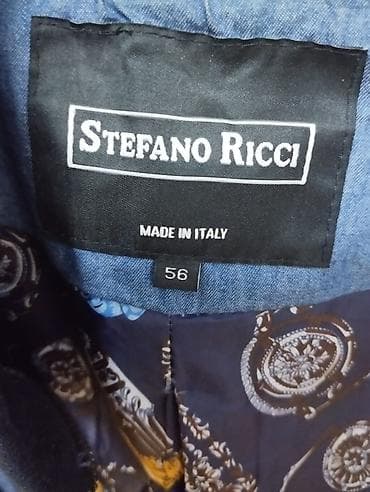 STEFANO RICCI
MADE IN ITALY
56